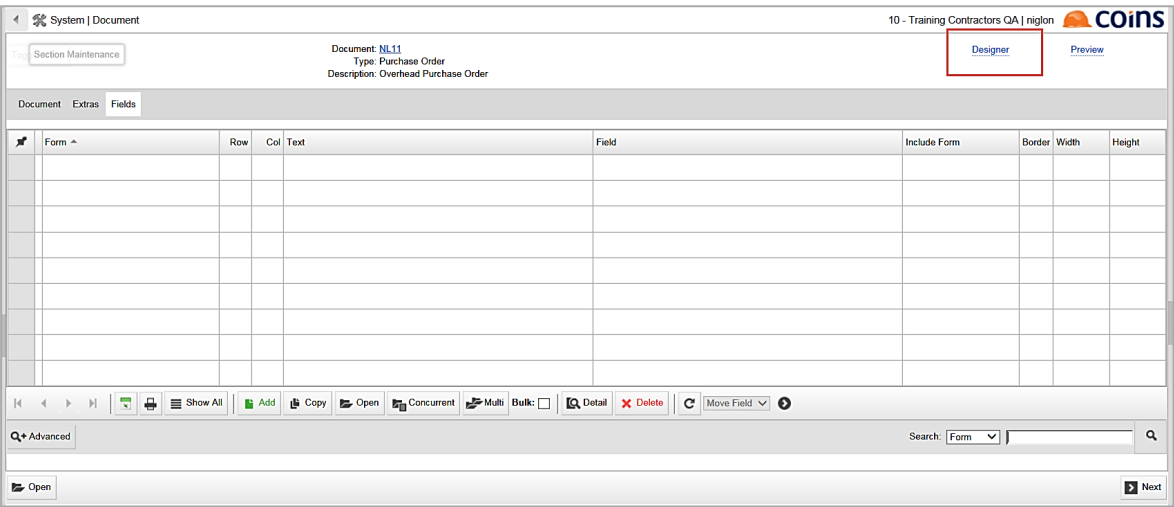 System | Document
10 - Training Contractors QA | niglon
COINS
Section Maintenance
Document: NL11
Type: Purchase Order
Description: Overhead Purchase Order
Designer
Preview
Document Extras Fields
Form Row Col Text Field Include Form Border Width Height
Show All Add Copy Open Concurrent Multi Bulk: Detail Delete Move Field
Advanced
Search: Form
Open
Next